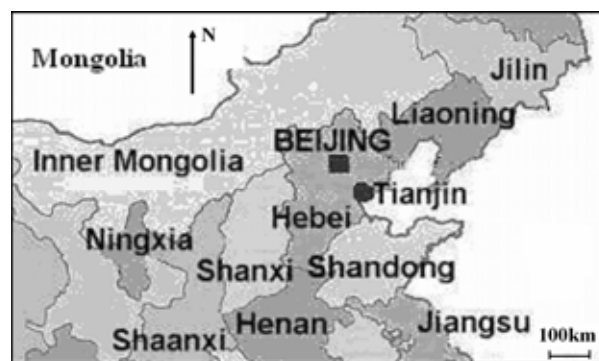 N
Mongolia
Jilin
Liaoning
BEIJING
Inner Mongolia
Tianjin
Hebei
Ningxia
Shanxi
Shandong
Shaanxi
Henan
Jiangsu
100km